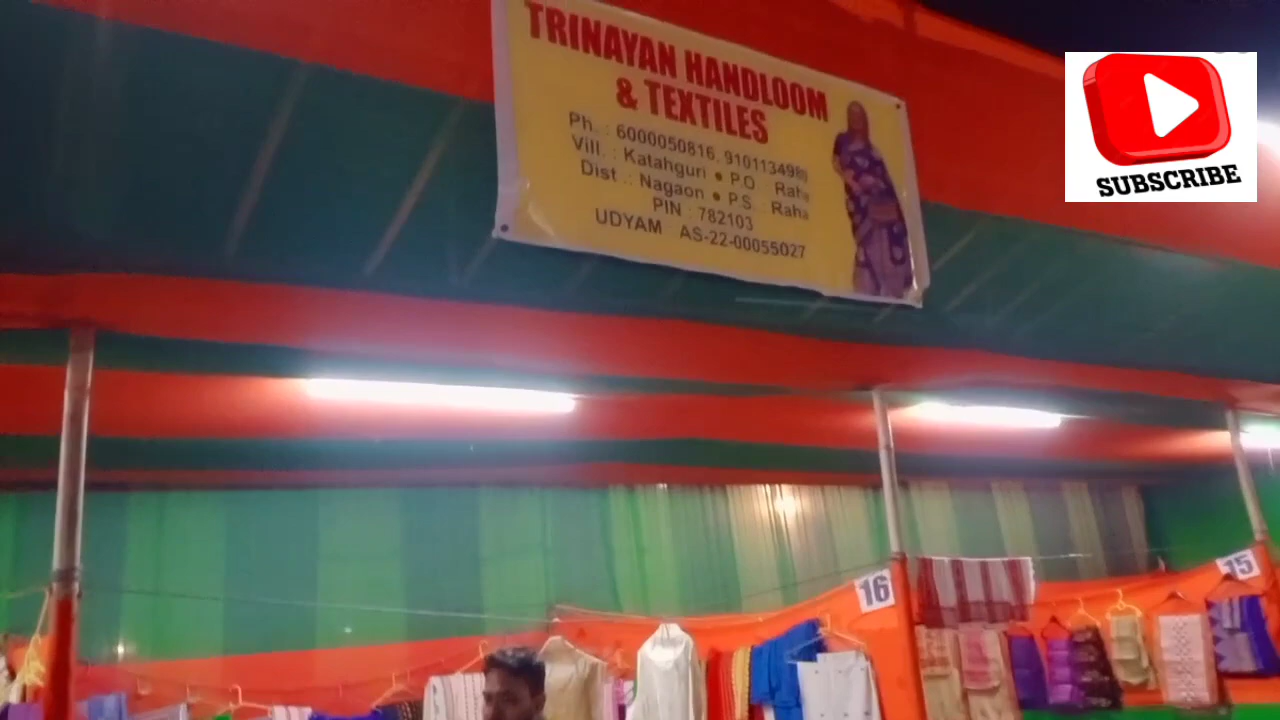 TRINAYAN HANDLOOM
& TEXTILES
Ph. : 6000050816,
Vill. : Katahguri • P.O Raha
Dist .: Nagaon • P.S. : Raha
PIN : 782103
UDYAM AS-22-00055027
SUBSCRIBE
16
15